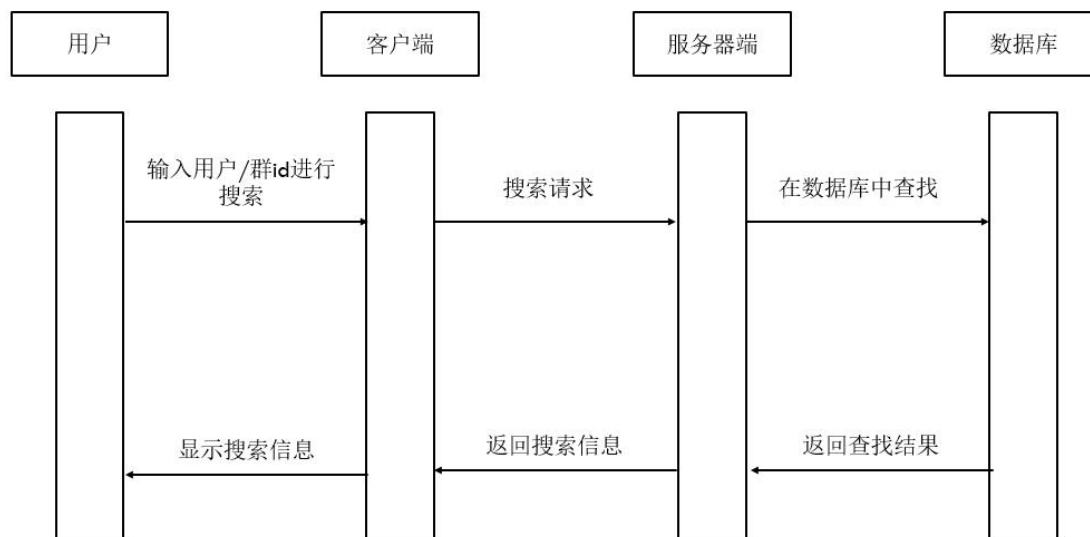 用户
客户端
服务器端
数据库
输入用户/群id进行
搜索
搜索请求
在数据库中查找
显示搜索信息
返回搜索信息
返回查找结果